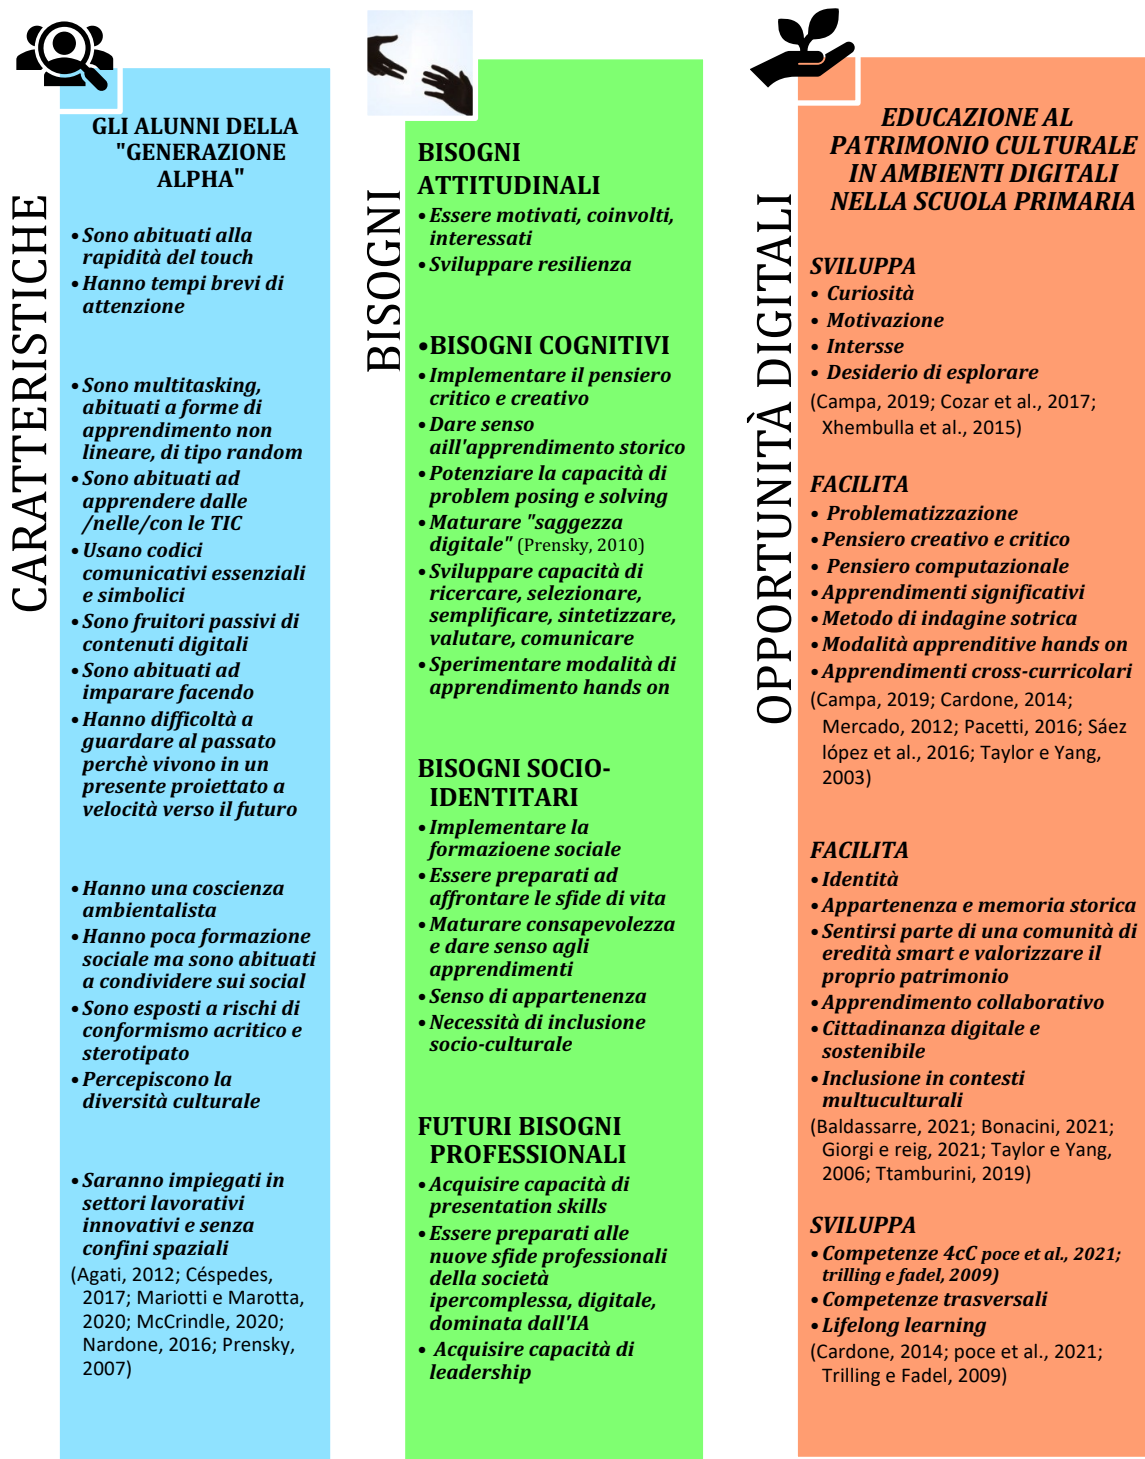 CARATTERISTICHE
GLI ALUNNI DELLA
"GENERAZIONE
ALPHA"
• Sono abituati alla
rapidità del touch
• Hanno tempi brevi di
attenzione
• Sono multitasking,
abituati a forme di
apprendimento non
lineare, di tipo random
• Sono abituati ad
apprendere dalle
/nelle/con le TIC
• Usano codici
comunicativi essenziali
e simbolici
• Sono fruitori passivi di
contenuti digitali
• Sono abituati ad
imparare facendo
• Hanno difficoltà a
guardare al passato
perchè vivono in un
presente proiettato a
velocità verso il futuro
• Hanno una coscienza
ambientalista
• Hanno poca formazione
sociale ma sono abituati
a condividere sui social
• Sono esposti a rischi di
conformismo acritico e
sterotipato
• Percepiscono la
diversità culturale
• Saranno impiegati in
settori lavorativi
innovativi e senza
confini spaziali
(Agati, 2012; Céspedes,
2017; Mariotti e Marotta,
2020; McCrindle, 2020;
Nardone, 2016; Prensky,
2007)
BISOGNI
BISOGNI
ATTITUDINALI
• Essere motivati, coinvolti,
interessati
• Sviluppare resilienza
•BISOGNI COGNITIVI
• Implementare il pensiero
critico e creativo
• Dare senso
aill'apprendimento storico
• Potenziare la capacità di
problem posing e solving
• Maturare "saggezza
digitale" (Prensky, 2010)
• Sviluppare capacità di
ricercare, selezionare,
semplificare, sintetizzare,
valutare, comunicare
• Sperimentare modalità di
apprendimento hands on
BISOGNI SOCIO-
IDENTITARI
• Implementare la
formazioene sociale
• Essere preparati ad
affrontare le sfide di vita
• Maturare consapevolezza
e dare senso agli
apprendimenti
• Senso di appartenenza
• Necessità di inclusione
socio-culturale
FUTURI BISOGNI
PROFESSIONALI
• Acquisire capacità di
presentation skills
• Essere preparati alle
nuove sfide professionali
della società
ipercomplessa, digitale,
dominata dall'IA
• Acquisire capacità di
leadership
OPPORTUNITÀ DIGITALI
EDUCAZIONE AL
PATRIMONIO CULTURALE
IN AMBIENTI DIGITALI
NELLA SCUOLA PRIMARIA
SVILUPPA
• Curiosità
• Motivazione
• Intersse
• Desiderio di esplorare
(Campa, 2019; Cozar et al., 2017;
Xhembulla et al., 2015)
FACILITA
• Problematizzazione
• Pensiero creativo e critico
• Pensiero computazionale
• Apprendimenti significativi
• Metodo di indagine sotrica
• Modalità apprenditive hands on
• Apprendimenti cross-curricolari
(Campa, 2019; Cardone, 2014;
Mercado, 2012; Pacetti, 2016; Sáez
lópez et al., 2016; Taylor e Yang,
2003)
FACILITA
• Identità
• Appartenenza e memoria storica
• Sentirsi parte di una comunità di
eredità smart e valorizzare il
proprio patrimonio
• Apprendimento collaborativo
• Cittadinanza digitale e
sostenibile
• Inclusione in contesti
multuculturali
(Baldassarre, 2021; Bonacini, 2021;
Giorgi e reig, 2021; Taylor e Yang,
2006; Ttamburini, 2019)
SVILUPPA
• Competenze 4cC poce et al., 2021;
trilling e fadel, 2009)
• Competenze trasversali
• Lifelong learning
(Cardone, 2014; poce et al., 2021;
Trilling e Fadel, 2009)